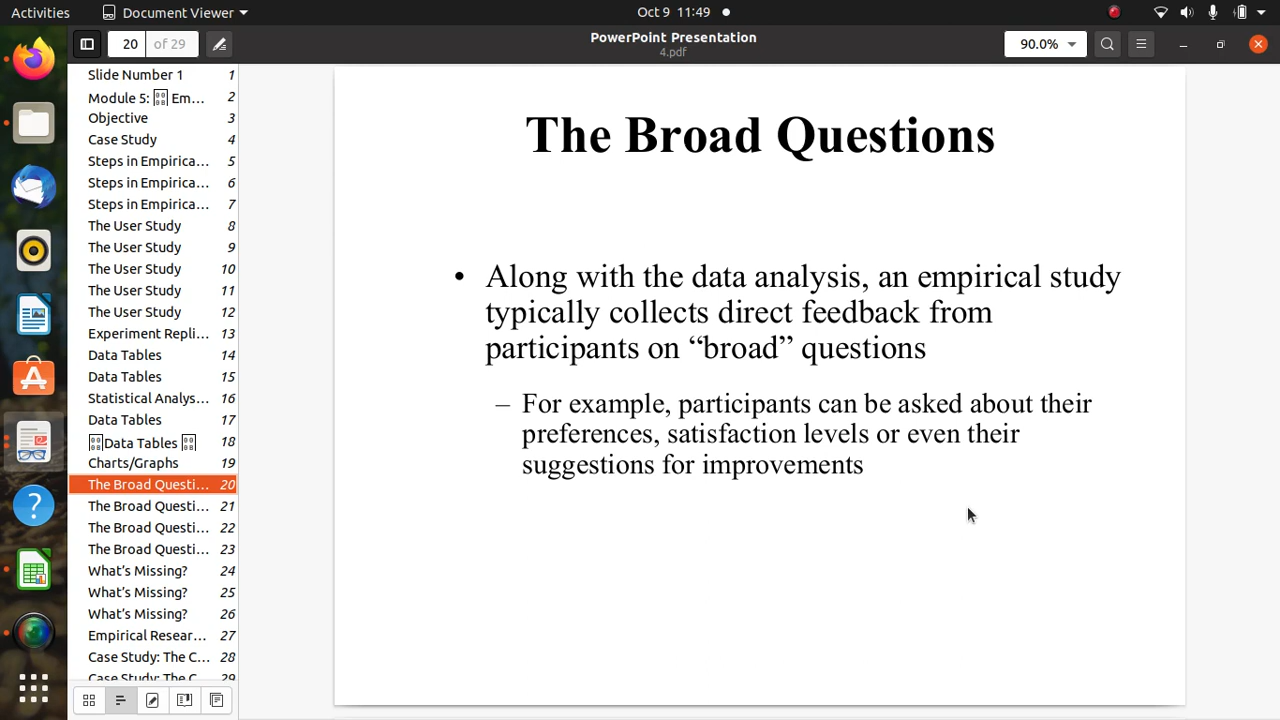 Activities
Document Viewer
Oct 9 11:49
20
of 29
PowerPoint Presentation
4.pdf
90.0%
Slide Number 1 1
Module 5: Em... 2
Objective 3
Case Study 4
Steps in Empirica... 5
Steps in Empirica... 6
Steps in Empirica... 7
The User Study 8
The User Study 9
The User Study 10
The User Study 11
The User Study 12
Experiment Repli... 13
Data Tables 14
Data Tables 15
Statistical Analys... 16
Data Tables 17
Data Tables 18
Charts/Graphs 19
The Broad Questi... 20
The Broad Questi... 21
The Broad Questi... 22
The Broad Questi... 23
What's Missing? 24
What's Missing? 25
What's Missing? 26
Empirical Resear... 27
Case Study: The C... 28
Case Study: The C... 29
The Broad Questions
• Along with the data analysis, an empirical study
typically collects direct feedback from
participants on “broad” questions
– For example, participants can be asked about their
preferences, satisfaction levels or even their
suggestions for improvements